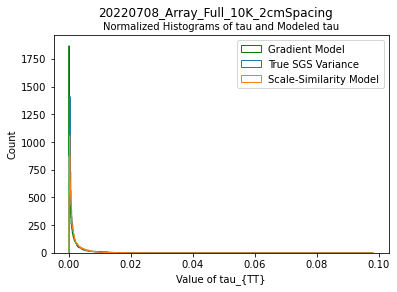 20220708_Array_Full_10K_2cmSpacing
Normalized Histograms of tau and Modeled tau
Gradient Model
True SGS Variance
Scale-Similarity Model
Count
1750
1500
1250
1000
750
500
250
0
0.00 0.02 0.04 0.06 0.08 0.10
Value of tau_{TT}